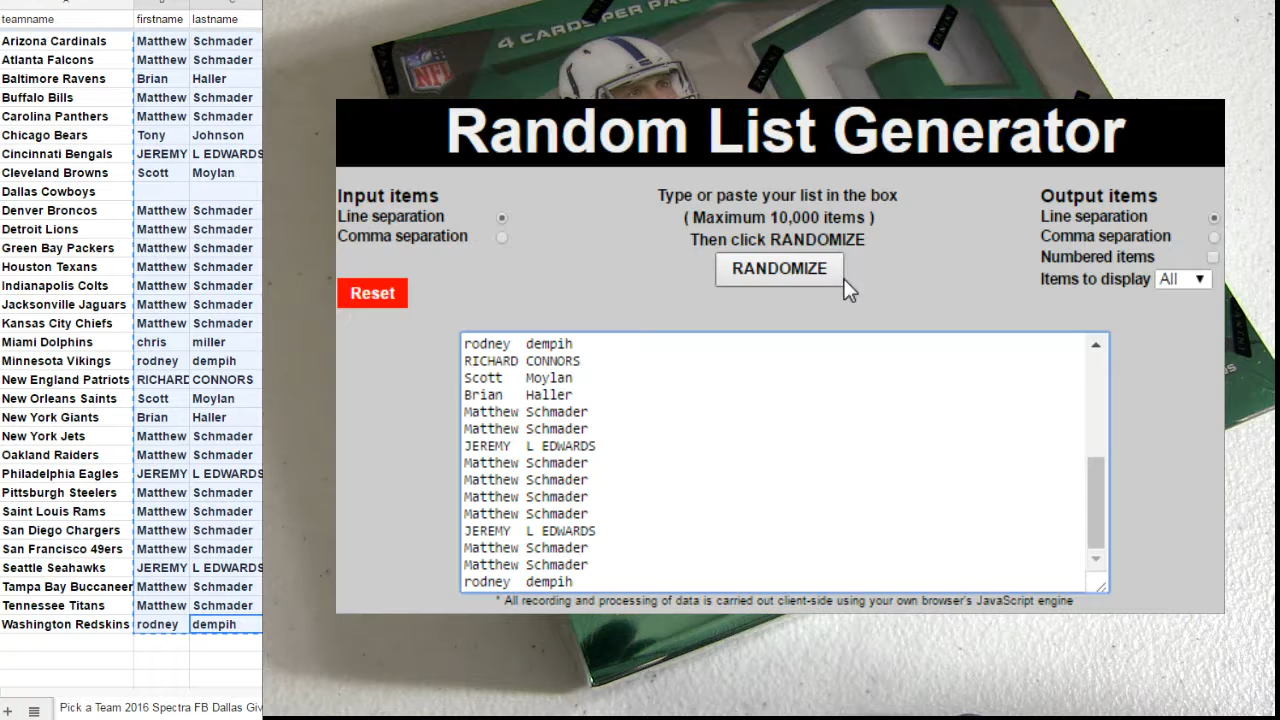 teamname firstname lastname
Arizona Cardinals Matthew Schmader
Atlanta Falcons Matthew Schmader
Baltimore Ravens Brian Haller
Buffalo Bills Matthew Schmader
Carolina Panthers Matthew Schmader
Chicago Bears Tony Johnson
Cincinnati Bengals JEREMY L EDWARDS
Cleveland Browns Scott Moylan
Dallas Cowboys
Denver Broncos Matthew Schmader
Detroit Lions Matthew Schmader
Green Bay Packers Matthew Schmader
Houston Texans Matthew Schmader
Indianapolis Colts Matthew Schmader
Jacksonville Jaguars Matthew Schmader
Kansas City Chiefs Matthew Schmader
Miami Dolphins chris miller
Minnesota Vikings rodney dempih
New England Patriots RICHARD CONNORS
New Orleans Saints Scott Moylan
New York Giants Brian Haller
New York Jets Matthew Schmader
Oakland Raiders Matthew Schmader
Philadelphia Eagles JEREMY L EDWARDS
Pittsburgh Steelers Matthew Schmader
Saint Louis Rams Matthew Schmader
San Diego Chargers Matthew Schmader
San Francisco 49ers Matthew Schmader
Seattle Seahawks JEREMY L EDWARDS
Tampa Bay Buccaneer Matthew Schmader
Tennessee Titans Matthew Schmader
Washington Redskins rodney dempih
Pick a Team 2016 Spectra FB Dallas Giv
4 CARDS PER PA
NFL
PANINI
Random List Generator
Input items
Line separation
Comma separation
Reset
Type or paste your list in the box
( Maximum 10,000 items )
Then click RANDOMIZE
RANDOMIZE
Output items
Line separation
Comma separation
Numbered items
Items to display All
rodney dempih
RICHARD CONNORS
Scott Moylan
Brian Haller
Matthew Schmader
Matthew Schmader
JEREMY L EDWARDS
Matthew Schmader
Matthew Schmader
Matthew Schmader
Matthew Schmader
JEREMY L EDWARDS
Matthew Schmader
Matthew Schmader
rodney dempih
* All recording and processing of data is carried out client-side using your own browser's JavaScript engine